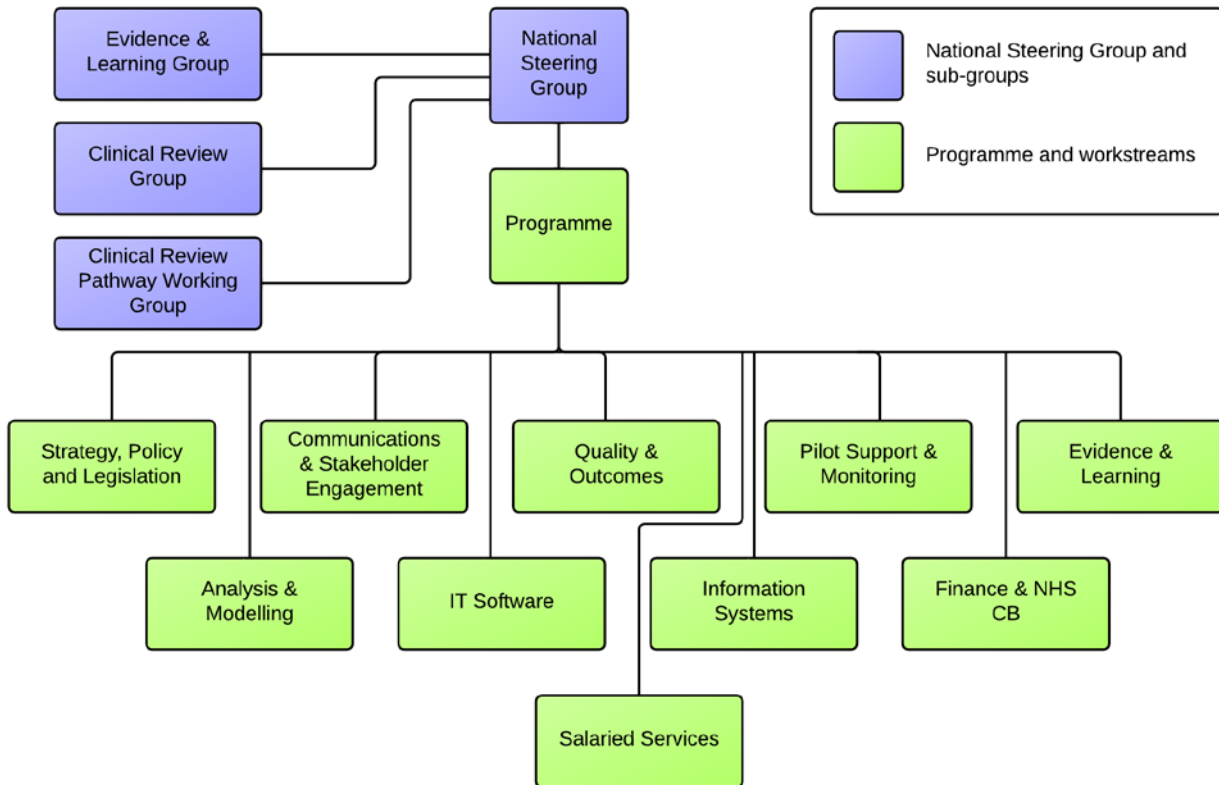 Evidence &
Learning Group
National
Steering
Group
National Steering Group and
sub-groups
Clinical Review
Group
Programme and workstreams
Programme
Clinical Review
Pathway Working
Group
Strategy, Policy
and Legislation
Communications
& Stakeholder
Engagement
Quality &
Outcomes
Pilot Support &
Monitoring
Evidence &
Learning
Analysis &
Modelling
IT Software
Information
Systems
Finance & NHS
CB
Salaried Services